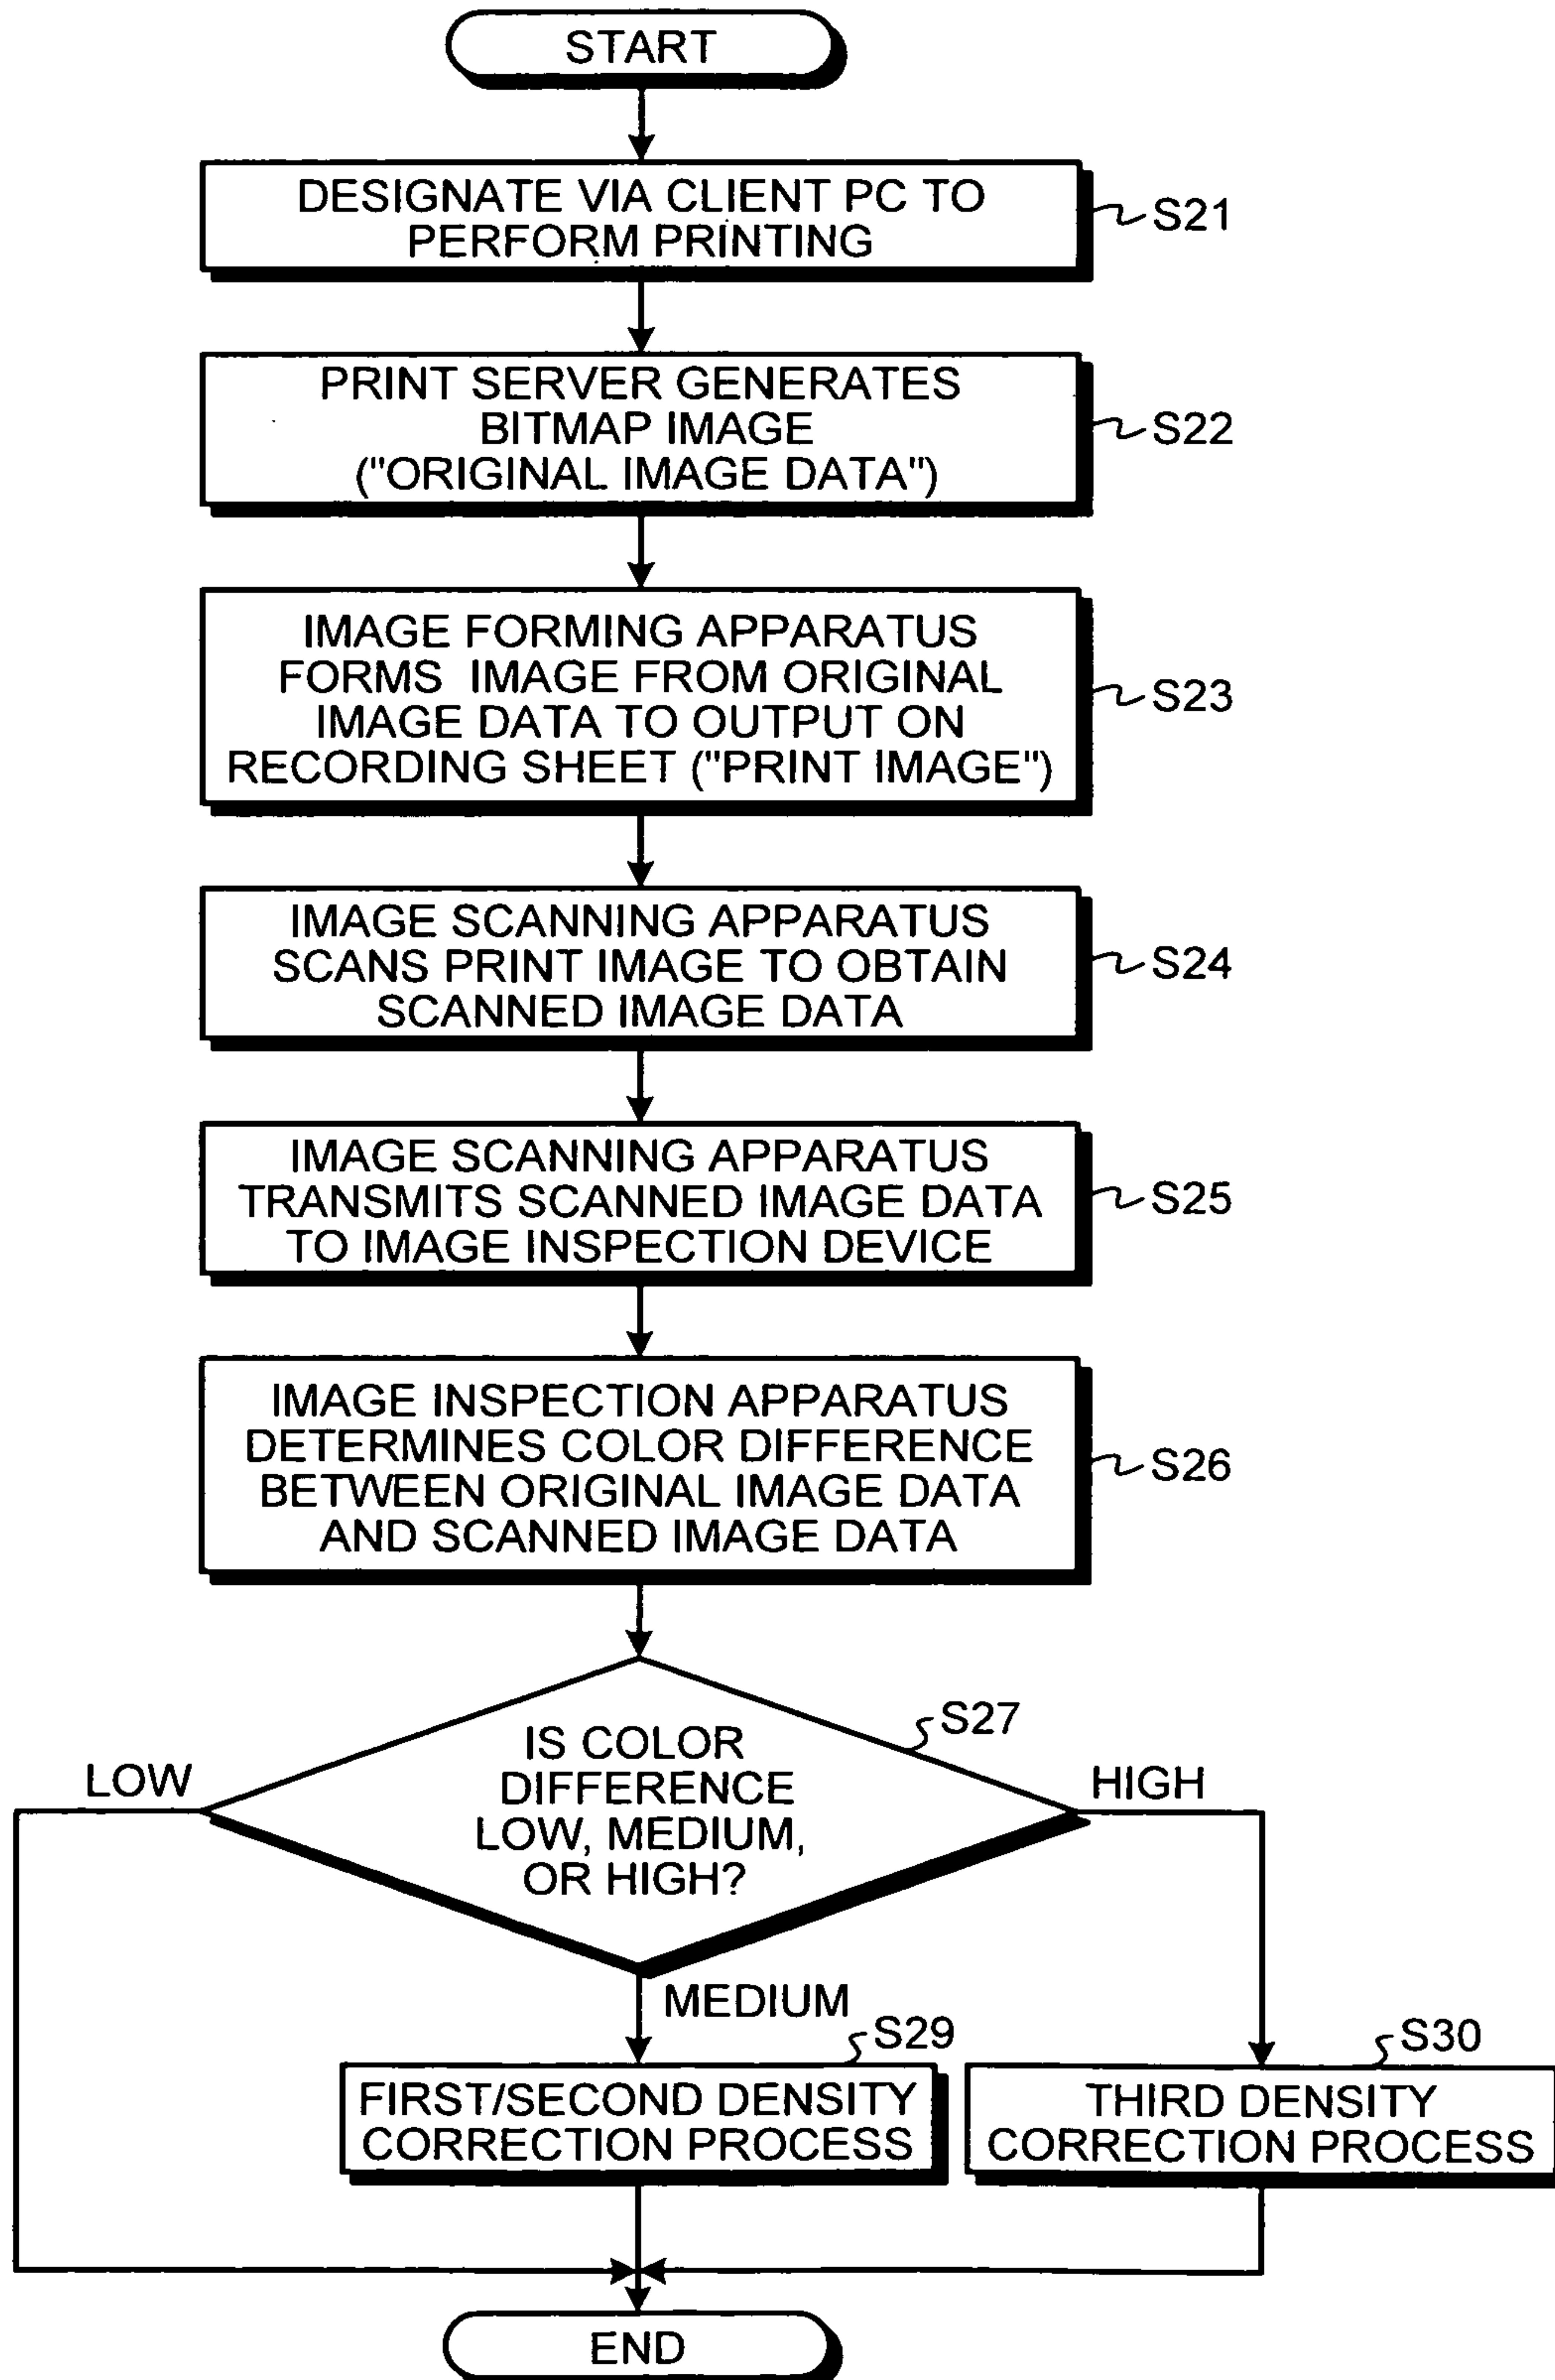 START
DESIGNATE VIA CLIENT PC TO
PERFORM PRINTING
S21
PRINT SERVER GENERATES
BITMAP IMAGE
("ORIGINAL IMAGE DATA")
S22
IMAGE FORMING APPARATUS
FORMS IMAGE FROM ORIGINAL
IMAGE DATA TO OUTPUT ON
RECORDING SHEET ("PRINT IMAGE")
S23
IMAGE SCANNING APPARATUS
SCANS PRINT IMAGE TO OBTAIN
SCANNED IMAGE DATA
S24
IMAGE SCANNING APPARATUS
TRANSMITS SCANNED IMAGE DATA
TO IMAGE INSPECTION DEVICE
S25
IMAGE INSPECTION APPARATUS
DETERMINES COLOR DIFFERENCE
BETWEEN ORIGINAL IMAGE DATA
AND SCANNED IMAGE DATA
S26
S27
IS COLOR
DIFFERENCE
LOW, MEDIUM,
OR HIGH?
LOW
HIGH
MEDIUM
S29
FIRST/SECOND DENSITY
CORRECTION PROCESS
S30
THIRD DENSITY
CORRECTION PROCESS
END